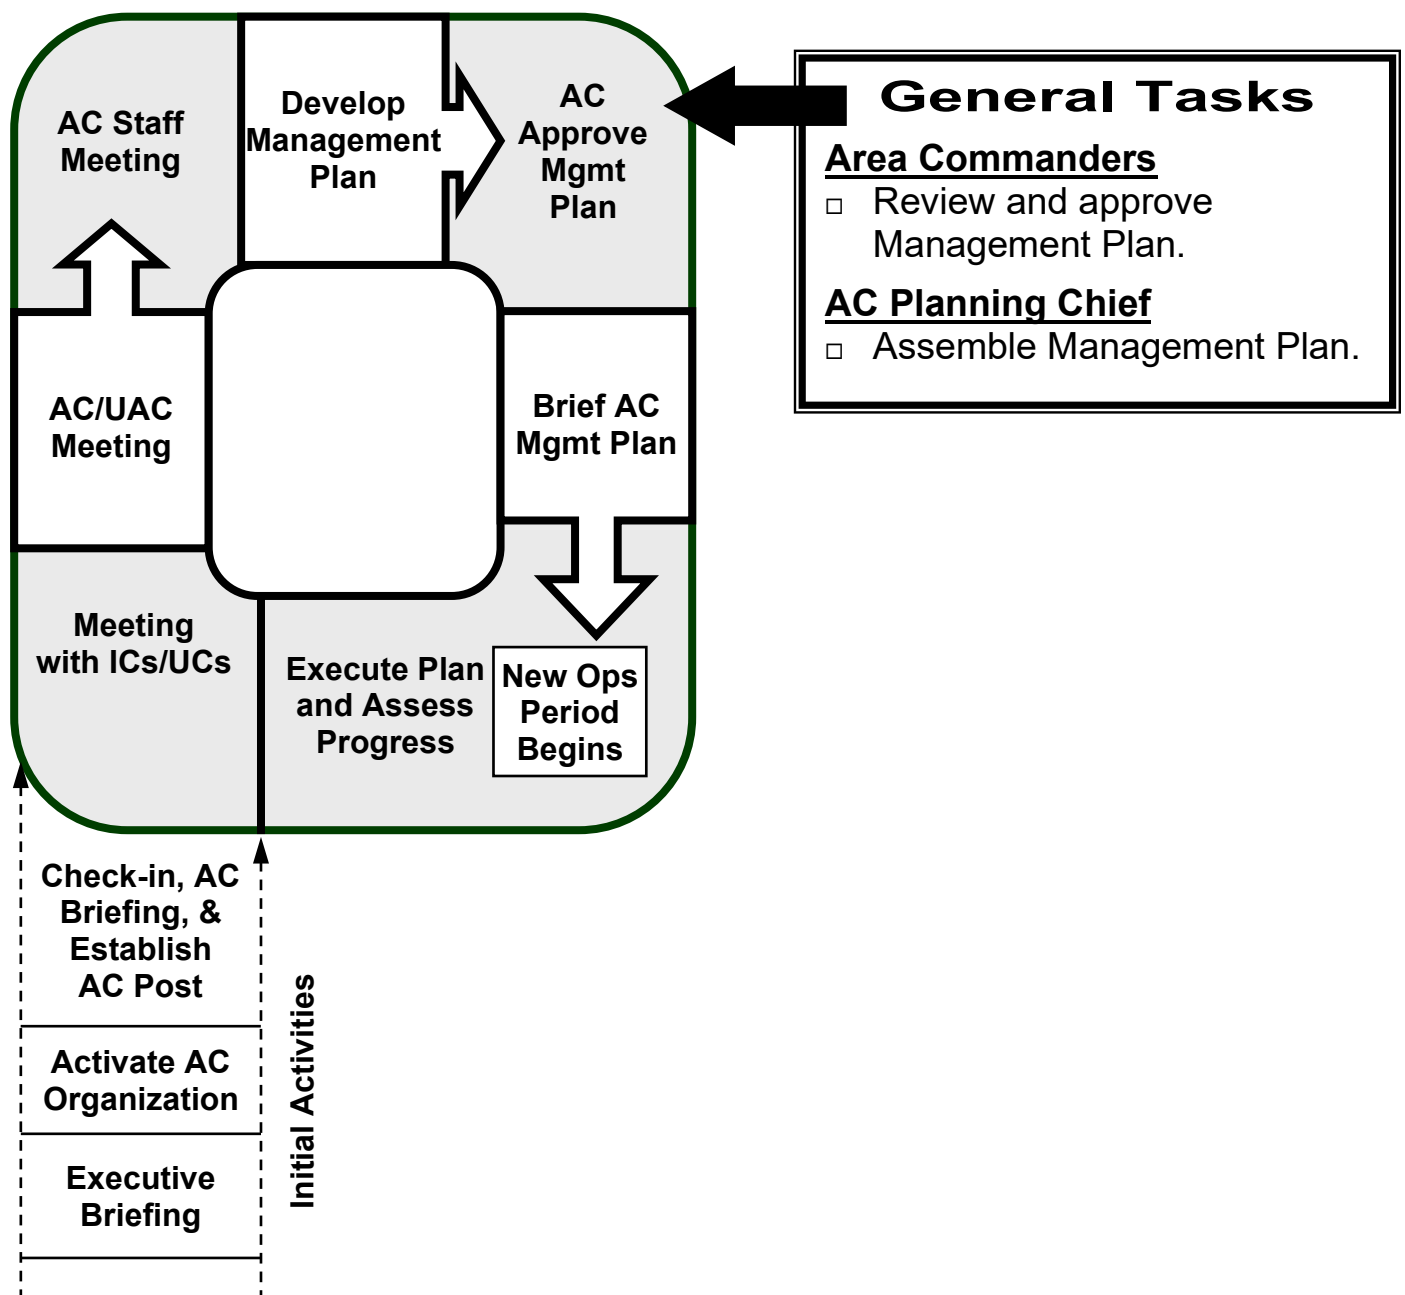 AC Staff
Meeting
Develop
Management
Plan
AC
Approve
Mgmt
Plan
General Tasks
Area Commanders
□ Review and approve
Management Plan.
AC Planning Chief
□ Assemble Management Plan.
AC/UAC
Meeting
Brief AC
Mgmt Plan
Meeting
with ICs/UCs
Execute Plan
and Assess
Progress
New Ops
Period
Begins
Check-in, AC
Briefing, &
Establish
AC Post
Activate AC
Organization
Executive
Briefing
Initial Activities